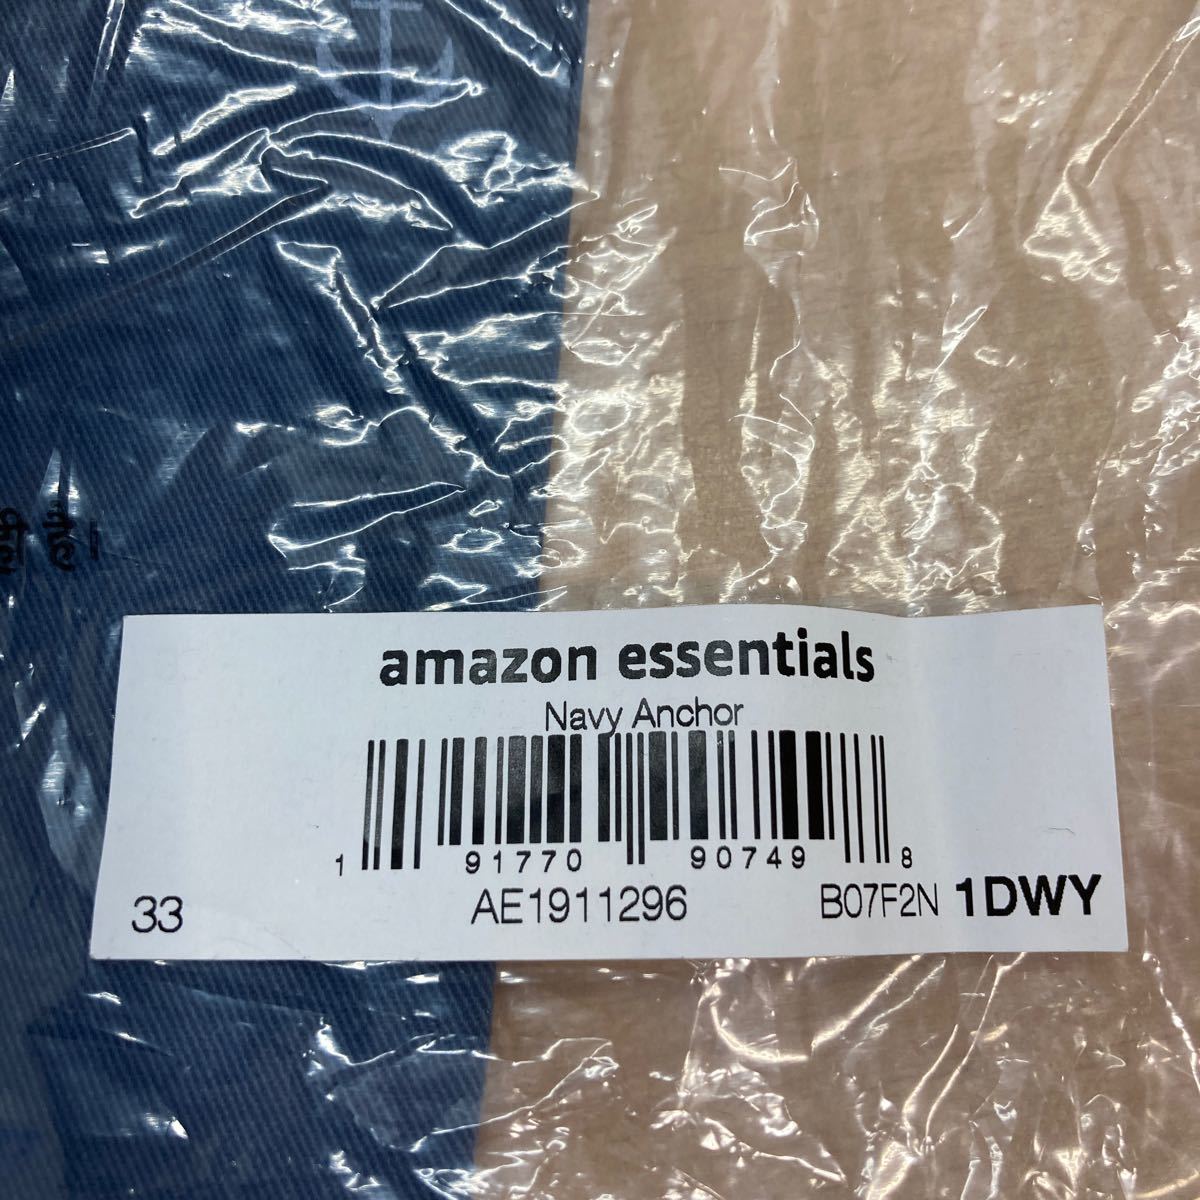 amazon essentials
Navy Anchor
1 91770 90749 8
33 AE1911296 B07F2N 1DWY